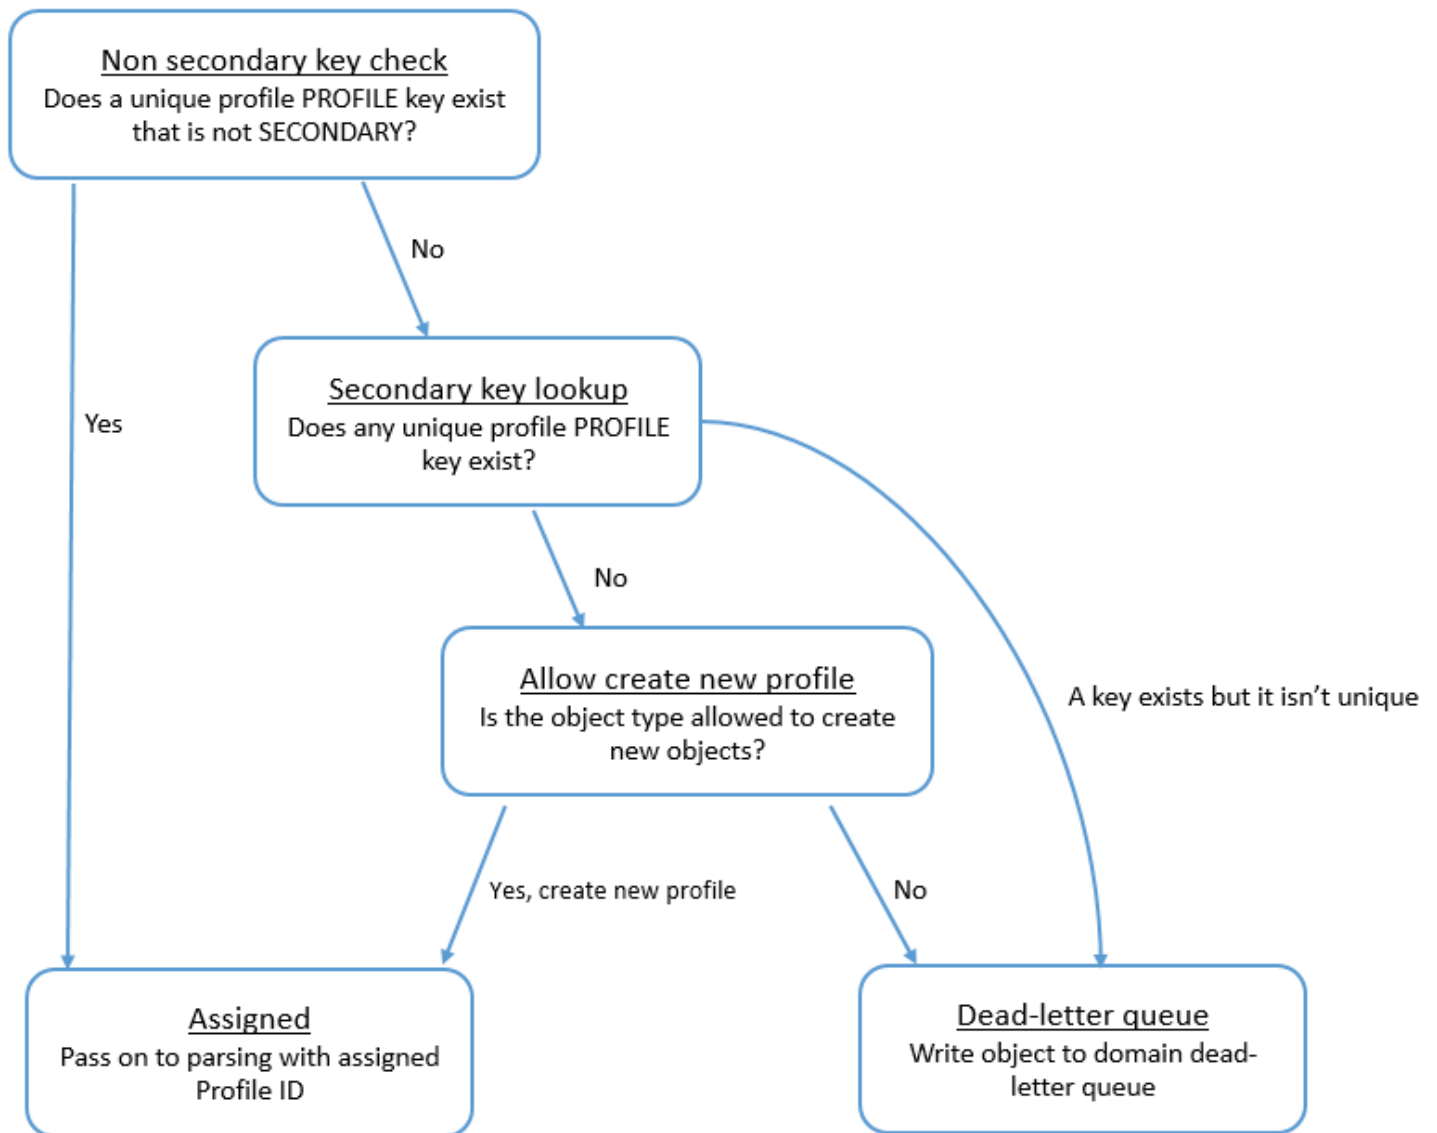 Non secondary key check
Does a unique profile PROFILE key exist
that is not SECONDARY?
No
Yes
Secondary key lookup
Does any unique profile PROFILE
key exist?
No
Allow create new profile
Is the object type allowed to create
new objects?
A key exists but it isn’t unique
Yes, create new profile
No
Assigned
Pass on to parsing with assigned
Profile ID
Dead-letter queue
Write object to domain dead-
letter queue